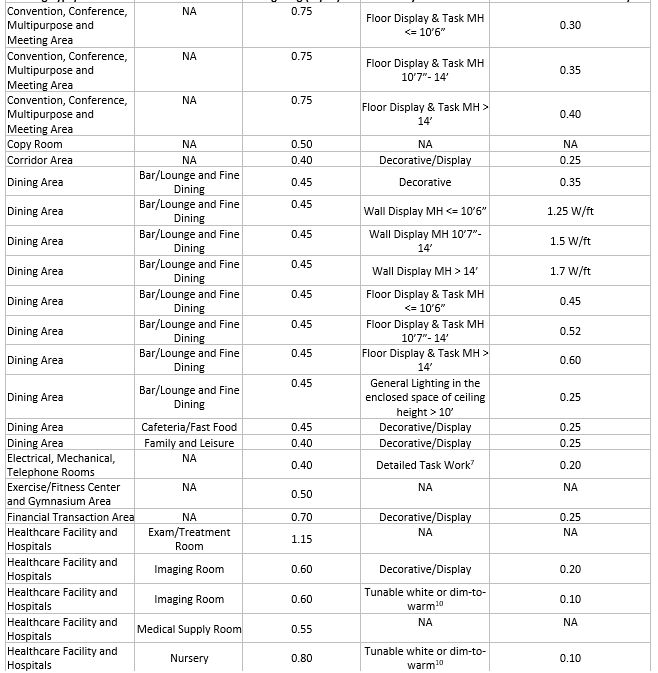 Convention, Conference, Multipurpose and Meeting Area | NA | 0.75 | Floor Display & Task MH <= 10’6” | 0.30
Convention, Conference, Multipurpose and Meeting Area | NA | 0.75 | Floor Display & Task MH 10’7”- 14’ | 0.35
Convention, Conference, Multipurpose and Meeting Area | NA | 0.75 | Floor Display & Task MH > 14’ | 0.40
Copy Room | NA | 0.50 | NA | NA
Corridor Area | NA | 0.40 | Decorative/Display | 0.25
Dining Area | Bar/Lounge and Fine Dining | 0.45 | Decorative | 0.35
Dining Area | Bar/Lounge and Fine Dining | 0.45 | Wall Display MH <= 10’6” | 1.25 W/ft
Dining Area | Bar/Lounge and Fine Dining | 0.45 | Wall Display MH 10’7”- 14’ | 1.5 W/ft
Dining Area | Bar/Lounge and Fine Dining | 0.45 | Wall Display MH > 14’ | 1.7 W/ft
Dining Area | Bar/Lounge and Fine Dining | 0.45 | Floor Display & Task MH <= 10’6” | 0.45
Dining Area | Bar/Lounge and Fine Dining | 0.45 | Floor Display & Task MH 10’7”- 14’ | 0.52
Dining Area | Bar/Lounge and Fine Dining | 0.45 | Floor Display & Task MH > 14’ | 0.60
Dining Area | Bar/Lounge and Fine Dining | 0.45 | General Lighting in the enclosed space of ceiling height > 10’ | 0.25
Dining Area | Cafeteria/Fast Food | 0.45 | Decorative/Display | 0.25
Dining Area | Family and Leisure | 0.40 | Decorative/Display | 0.25
Electrical, Mechanical, Telephone Rooms | NA | 0.40 | Detailed Task Work⁷ | 0.20
Exercise/Fitness Center and Gymnasium Area | NA | 0.50 | NA | NA
Financial Transaction Area | NA | 0.70 | Decorative/Display | 0.25
Healthcare Facility and Hospitals | Exam/Treatment Room | 1.15 | NA | NA
Healthcare Facility and Hospitals | Imaging Room | 0.60 | Decorative/Display | 0.20
Healthcare Facility and Hospitals | Imaging Room | 0.60 | Tunable white or dim-to-warm¹⁰ | 0.10
Healthcare Facility and Hospitals | Medical Supply Room | 0.55 | NA | NA
Healthcare Facility and Hospitals | Nursery | 0.80 | Tunable white or dim-to-warm¹⁰ | 0.10